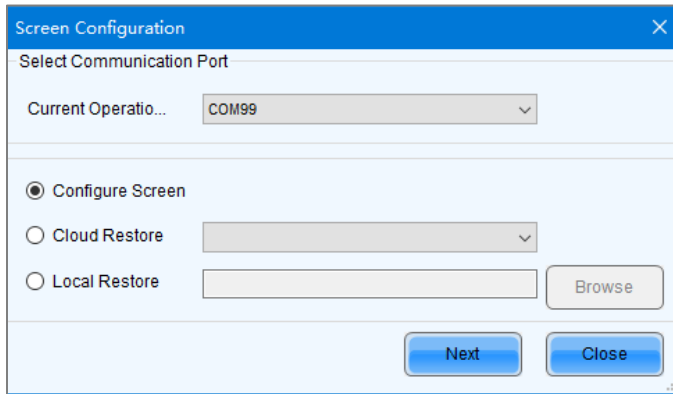 Screen Configuration
Select Communication Port
Current Operatio... COM99
Configure Screen
Cloud Restore
Local Restore Browse
Next Close